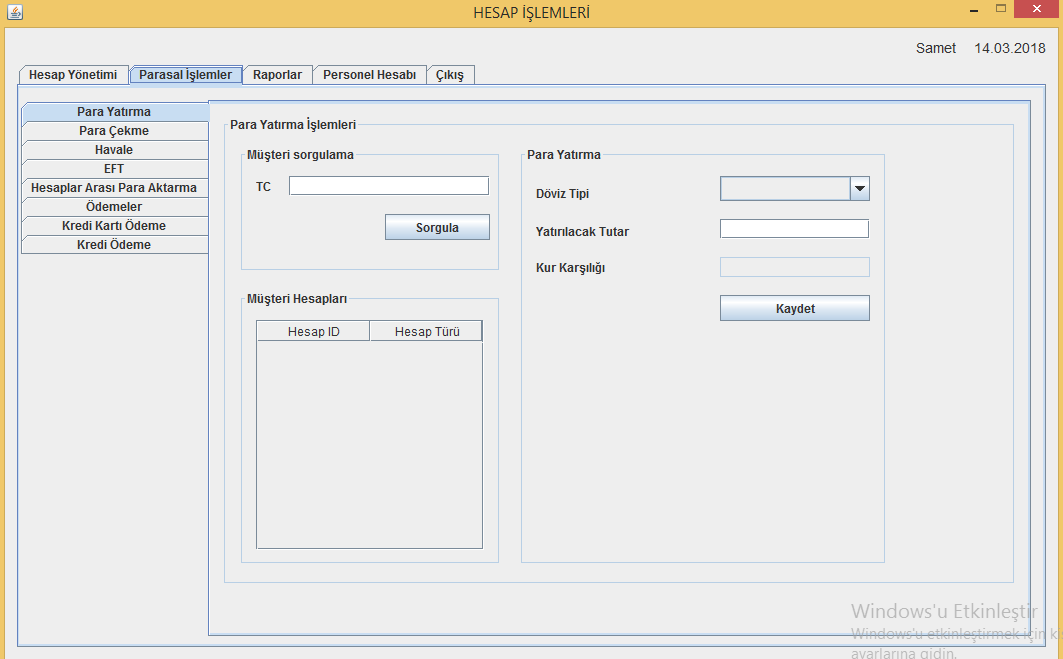 HESAP İŞLEMLERİ
Samet 14.03.2018
Hesap Yönetimi Parasal İşlemler Raporlar Personel Hesabı Çıkış
Para Yatırma
Para Çekme
Havale
EFT
Hesaplar Arası Para Aktarma
Ödemeler
Kredi Kartı Ödeme
Kredi Ödeme
Para Yatırma İşlemleri
Müşteri sorgulama
TC
Sorgula
Müşteri Hesapları
Hesap ID Hesap Türü
Para Yatırma
Döviz Tipi
Yatırılacak Tutar
Kur Karşılığı
Kaydet
Windows'u Etkinleştir
Windows'u etkinleştirmek için k
ayarlarına gidin.